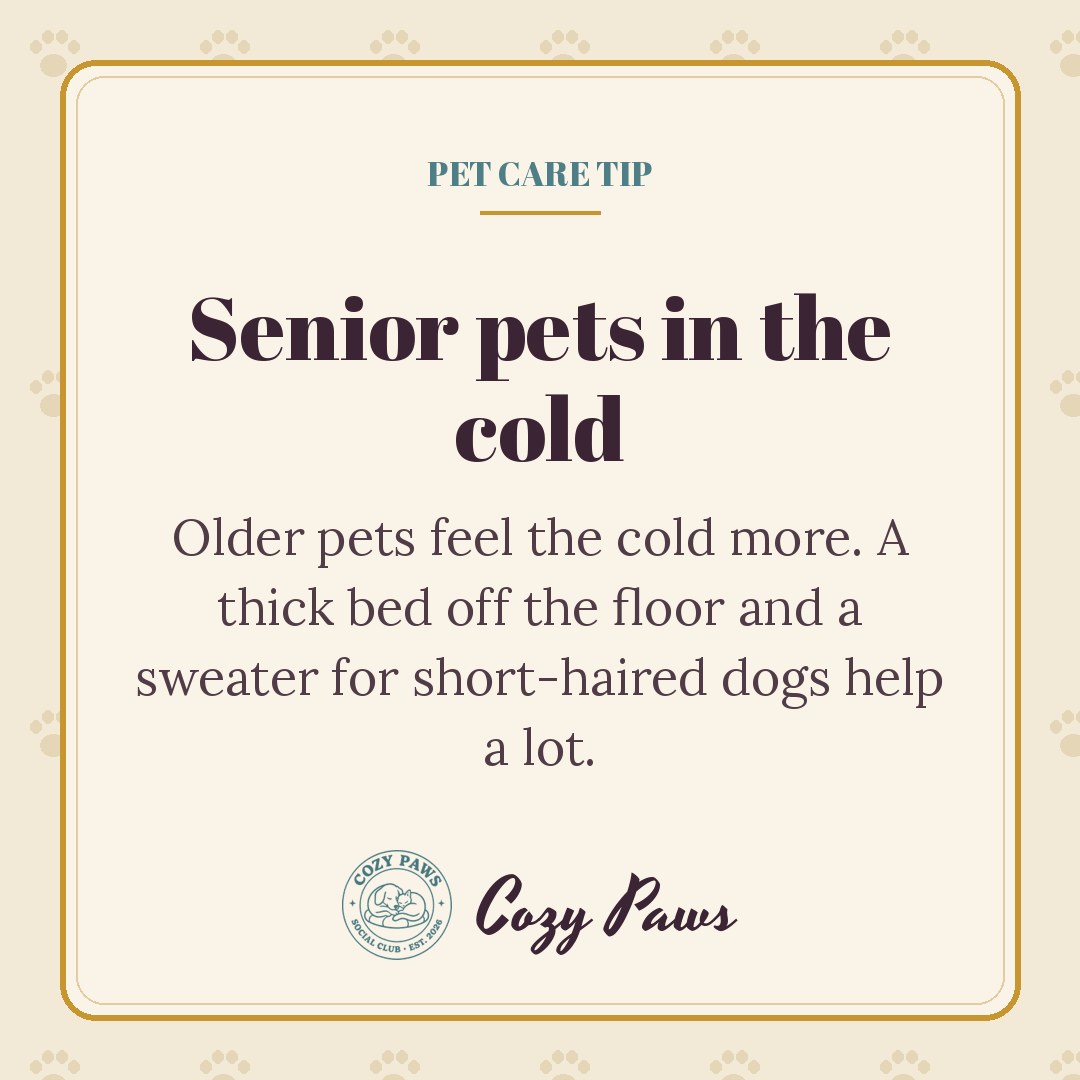 PET CARE TIP
Senior pets in the
cold
Older pets feel the cold more. A
thick bed off the floor and a
sweater for short-haired dogs help
a lot.
COZY PAWS
SOCIAL CLUB · EST. 2026
Cozy Paws